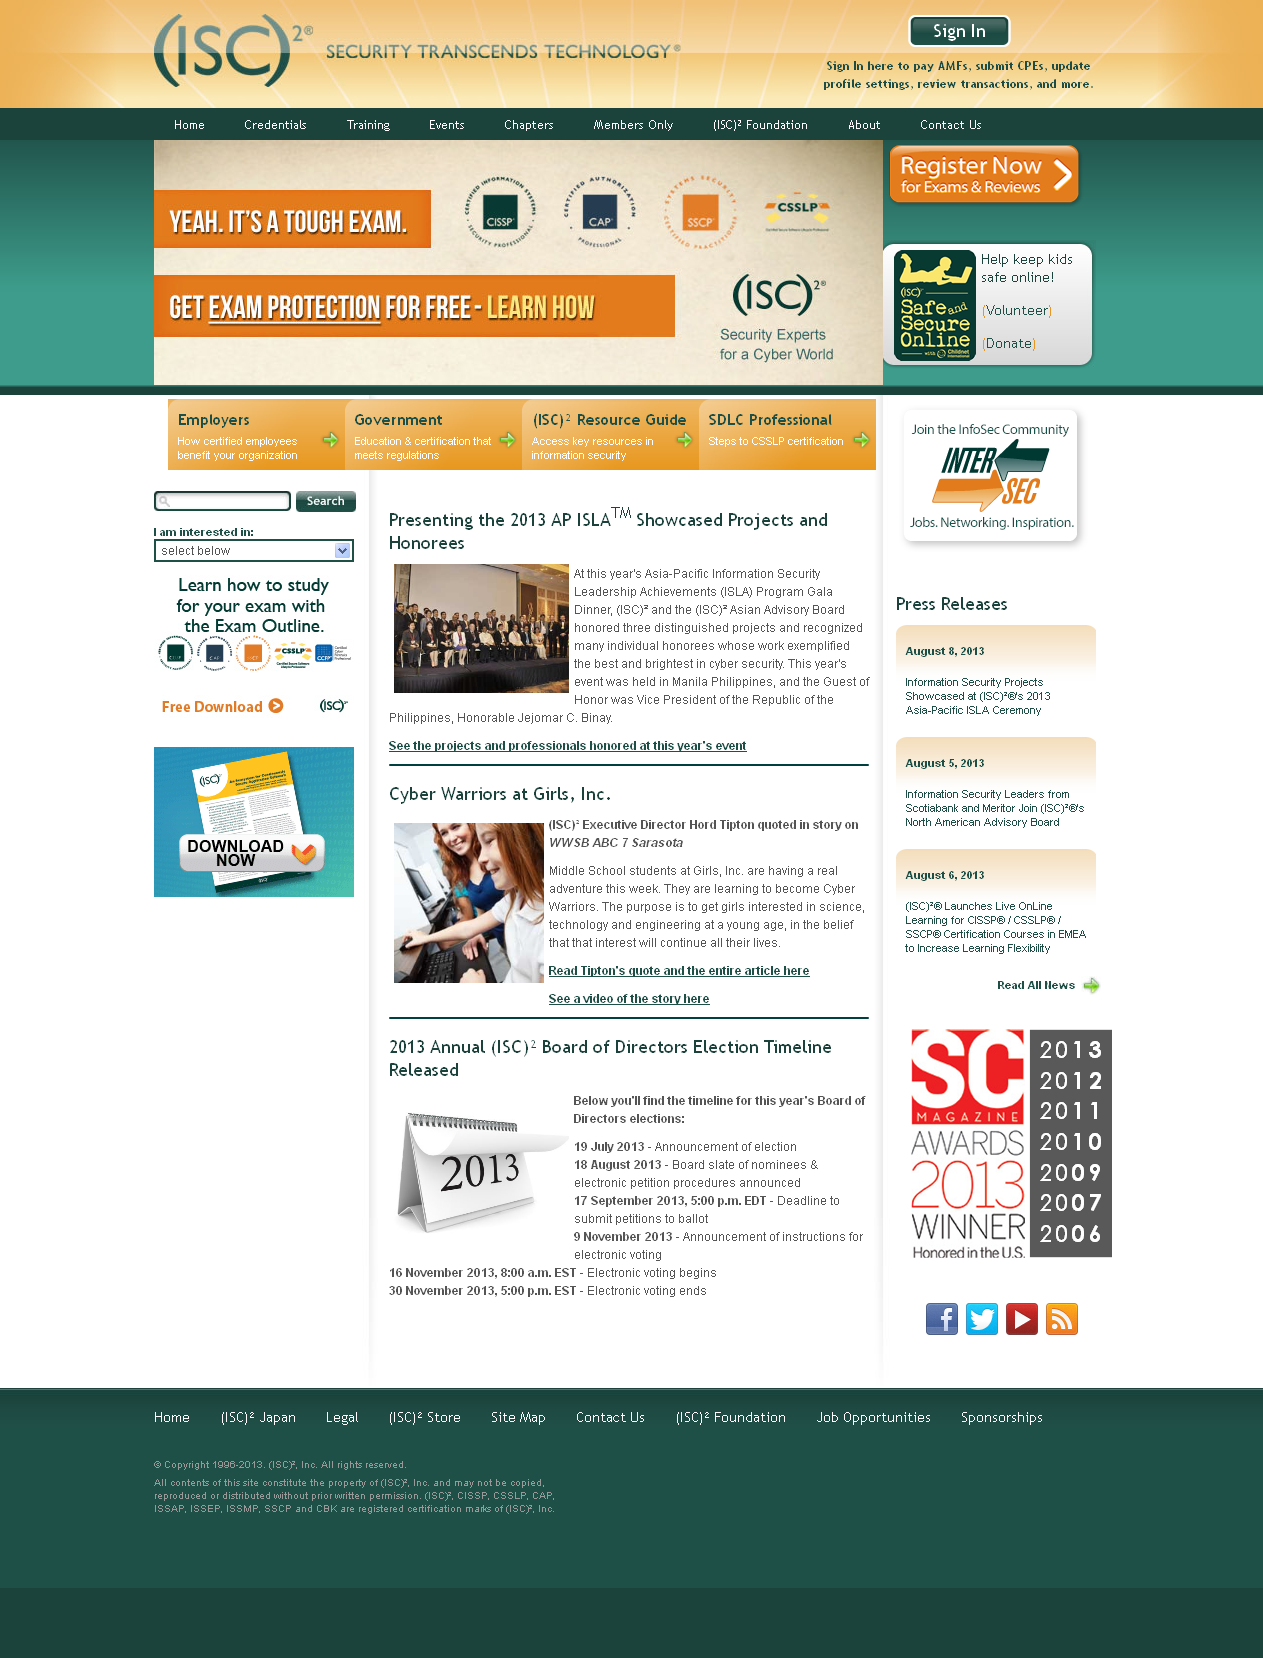 (ISC)²® SECURITY TRANSCENDS TECHNOLOGY®
Sign In
Sign In here to pay AMFs, submit CPEs, update
profile settings, review transactions, and more.
Home Credentials Training Events Chapters Members Only (ISC)² Foundation About Contact Us
YEAH. IT'S A TOUGH EXAM.
CERTIFIED INFORMATION SYSTEMS
CISSP
SECURITY PROFESSIONAL
CERTIFIED AUTHORIZATION
CAP
PROFESSIONAL
SYSTEMS SECURITY
SSCP
CERTIFIED PRACTITIONER
CSSLP
Certified Secure Software Lifecycle Professional
GET EXAM PROTECTION FOR FREE - LEARN HOW
(ISC)²®
Security Experts
for a Cyber World
Register Now
for Exams & Reviews
(ISC)²
Safe and
Secure
Online
with Childnet International
Help keep kids
safe online!
(Volunteer)
(Donate)
Employers
How certified employees
benefit your organization
Government
Education & certification that
meets regulations
(ISC)² Resource Guide
Access key resources in
information security
SDLC Professional
Steps to CSSLP certification
Join the InfoSec Community
INTER
SEC
Jobs. Networking. Inspiration.
Search
I am interested in:
select below
Learn how to study
for your exam with
the Exam Outline.
CSSLP
CCFP
Free Download
(ISC)²
(ISC)²
DOWNLOAD
NOW
Presenting the 2013 AP ISLA™ Showcased Projects and
Honorees
At this year's Asia-Pacific Information Security
Leadership Achievements (ISLA) Program Gala
Dinner, (ISC)² and the (ISC)² Asian Advisory Board
honored three distinguished projects and recognized
many individual honorees whose work exemplified
the best and brightest in cyber security. This year's
event was held in Manila Philippines, and the Guest of
Honor was Vice President of the Republic of the
Philippines, Honorable Jejomar C. Binay.
See the projects and professionals honored at this year's event
Cyber Warriors at Girls, Inc.
(ISC)² Executive Director Hord Tipton quoted in story on
WWSB ABC 7 Sarasota
Middle School students at Girls, Inc. are having a real
adventure this week. They are learning to become Cyber
Warriors. The purpose is to get girls interested in science,
technology and engineering at a young age, in the belief
that that interest will continue all their lives.
Read Tipton's quote and the entire article here
See a video of the story here
2013 Annual (ISC)² Board of Directors Election Timeline
Released
2013
Below you'll find the timeline for this year's Board of
Directors elections:
19 July 2013 - Announcement of election
18 August 2013 - Board slate of nominees &
electronic petition procedures announced
17 September 2013, 5:00 p.m. EDT - Deadline to
submit petitions to ballot
9 November 2013 - Announcement of instructions for
electronic voting
16 November 2013, 8:00 a.m. EST - Electronic voting begins
30 November 2013, 5:00 p.m. EST - Electronic voting ends
Press Releases
August 8, 2013
Information Security Projects
Showcased at (ISC)²®'s 2013
Asia-Pacific ISLA Ceremony
August 5, 2013
Information Security Leaders from
Scotiabank and Meritor Join (ISC)²®'s
North American Advisory Board
August 6, 2013
(ISC)²® Launches Live OnLine
Learning for CISSP® / CSSLP® /
SSCP® Certification Courses in EMEA
to Increase Learning Flexibility
Read All News
SC
MAGAZINE
AWARDS
2013
WINNER
Honored in the U.S.
2013
2012
2011
2010
2009
2007
2006
Home (ISC)² Japan Legal (ISC)² Store Site Map Contact Us (ISC)² Foundation Job Opportunities Sponsorships
© Copyright 1996-2013. (ISC)², Inc. All rights reserved.
All contents of this site constitute the property of (ISC)², Inc. and may not be copied,
reproduced or distributed without prior written permission. (ISC)², CISSP, CSSLP, CAP,
ISSAP, ISSEP, ISSMP, SSCP and CBK are registered certification marks of (ISC)², Inc.